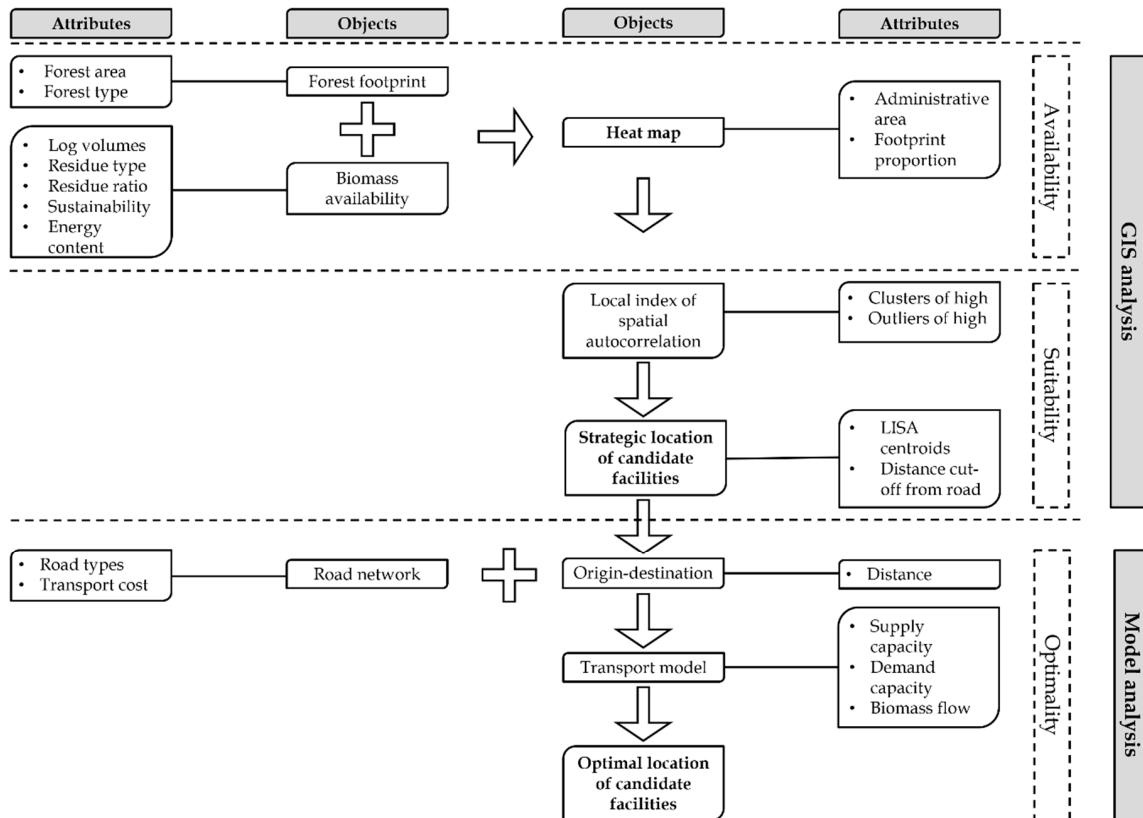 Attributes
Objects
Objects
Attributes
• Forest area
• Forest type
Forest footprint
• Log volumes
• Residue type
• Residue ratio
• Sustainability
• Energy
content
Biomass
availability
Heat map
• Administrative
area
• Footprint
proportion
Availability
GIS analysis
Local index of
spatial
autocorrelation
• Clusters of high
• Outliers of high
Suitability
Strategic location
of candidate
facilities
• LISA
centroids
• Distance cut-
off from road
• Road types
• Transport cost
Road network
Origin-destination
• Distance
Optimality
Model analysis
Transport model
• Supply
capacity
• Demand
capacity
• Biomass flow
Optimal location
of candidate
facilities